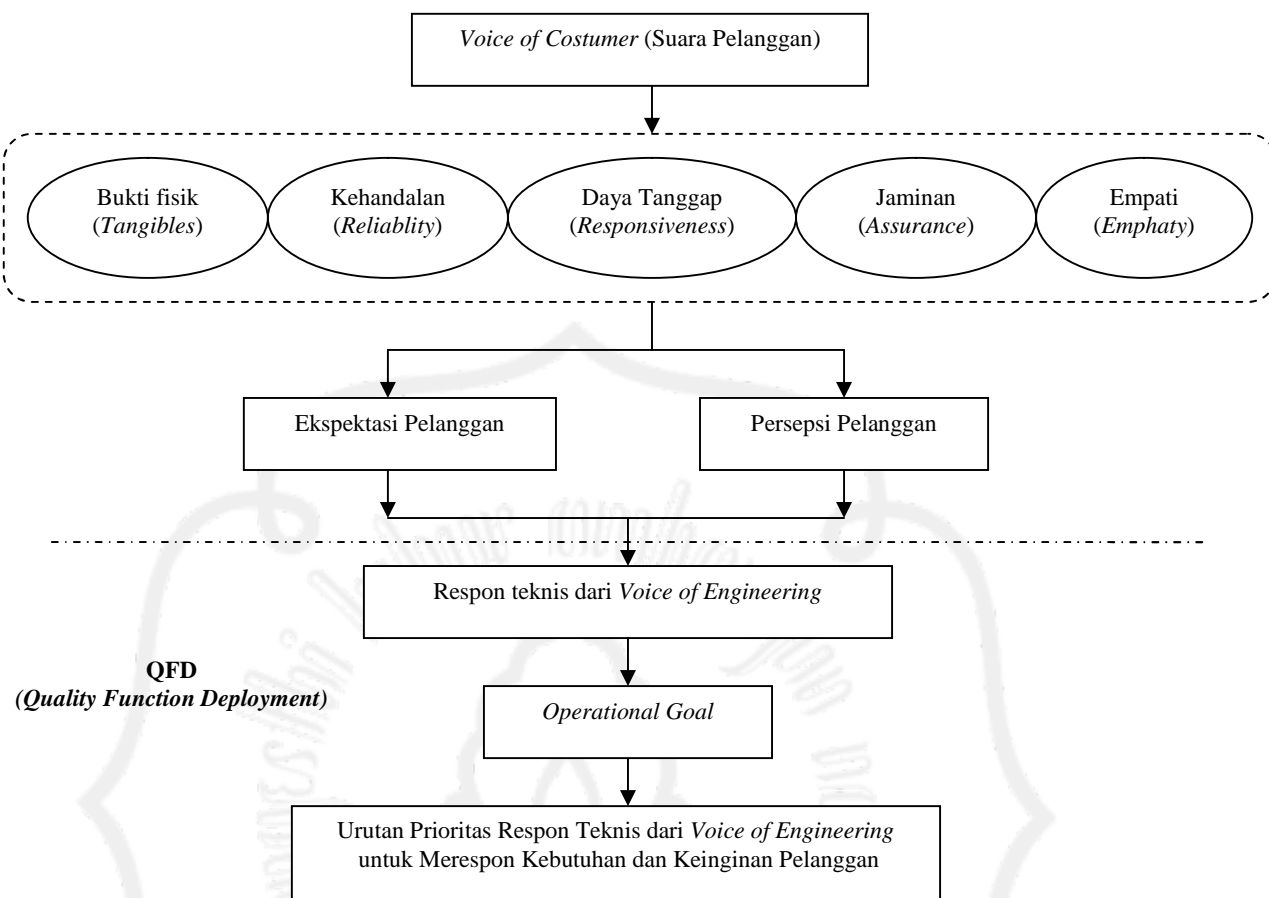 Voice of Costumer (Suara Pelanggan)
Bukti fisik
(Tangibles)
Kehandalan
(Reliablity)
Daya Tanggap
(Responsiveness)
Jaminan
(Assurance)
Empati
(Emphaty)
Ekspektasi Pelanggan
Persepsi Pelanggan
Respon teknis dari Voice of Engineering
QFD
(Quality Function Deployment)
Operational Goal
Urutan Prioritas Respon Teknis dari Voice of Engineering
untuk Merespon Kebutuhan dan Keinginan Pelanggan